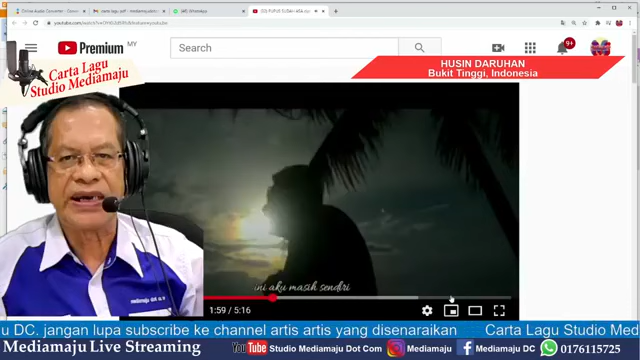 Premium MY
Search
9+
Carta Lagu
Studio Mediamaju
HUSIN DARUHAN
Bukit Tinggi, Indonesia
ini aku masih sendiri
1:59 / 5:16
u DC. jangan lupa subscribe ke channel artis artis yang disenaraikan
Carta Lagu Studio Med
Mediamaju Live Streaming
YouTube
Studio Mediamaju Dot Com
Mediamaju
Mediamaju DC
0176115725